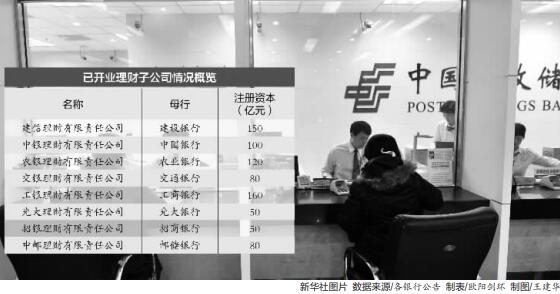 已开业理财子公司情况概览
名称 母行 注册资本（亿元）
建信理财有限责任公司 建设银行 150
中银理财有限责任公司 中国银行 100
农银理财有限责任公司 农业银行 120
交银理财有限责任公司 交通银行 80
工银理财有限责任公司 工商银行 160
光大理财有限责任公司 光大银行 50
招银理财有限责任公司 招商银行 50
中邮理财有限责任公司 邮储银行 80
中国 政储
POST GS BA
新华社图片 数据来源/各银行公告 制表/欧阳剑环 制图/王建华